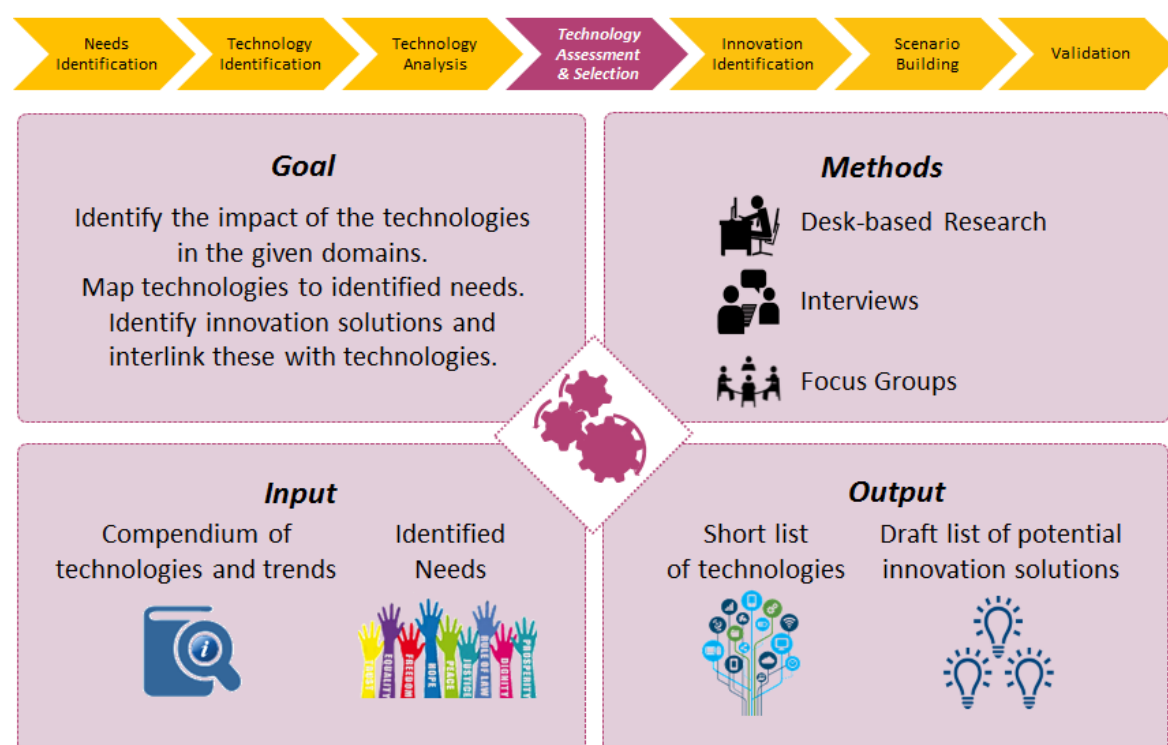 Needs
Identification
Technology
Identification
Technology
Analysis
Technology
Assessment
& Selection
Innovation
Identification
Scenario
Building
Validation
Goal
Identify the impact of the technologies
in the given domains.
Map technologies to identified needs.
Identify innovation solutions and
interlink these with technologies.
Methods
Desk-based Research
Interviews
Focus Groups
Input
Compendium of
technologies and trends
i
Identified
Needs
TRUST
EQUALITY
FREEDOM
HOPE
PEACE
JUSTICE
RULE OF LAW
DIGNITY
PROSPERITY
Output
Short list
of technologies
Draft list of potential
innovation solutions